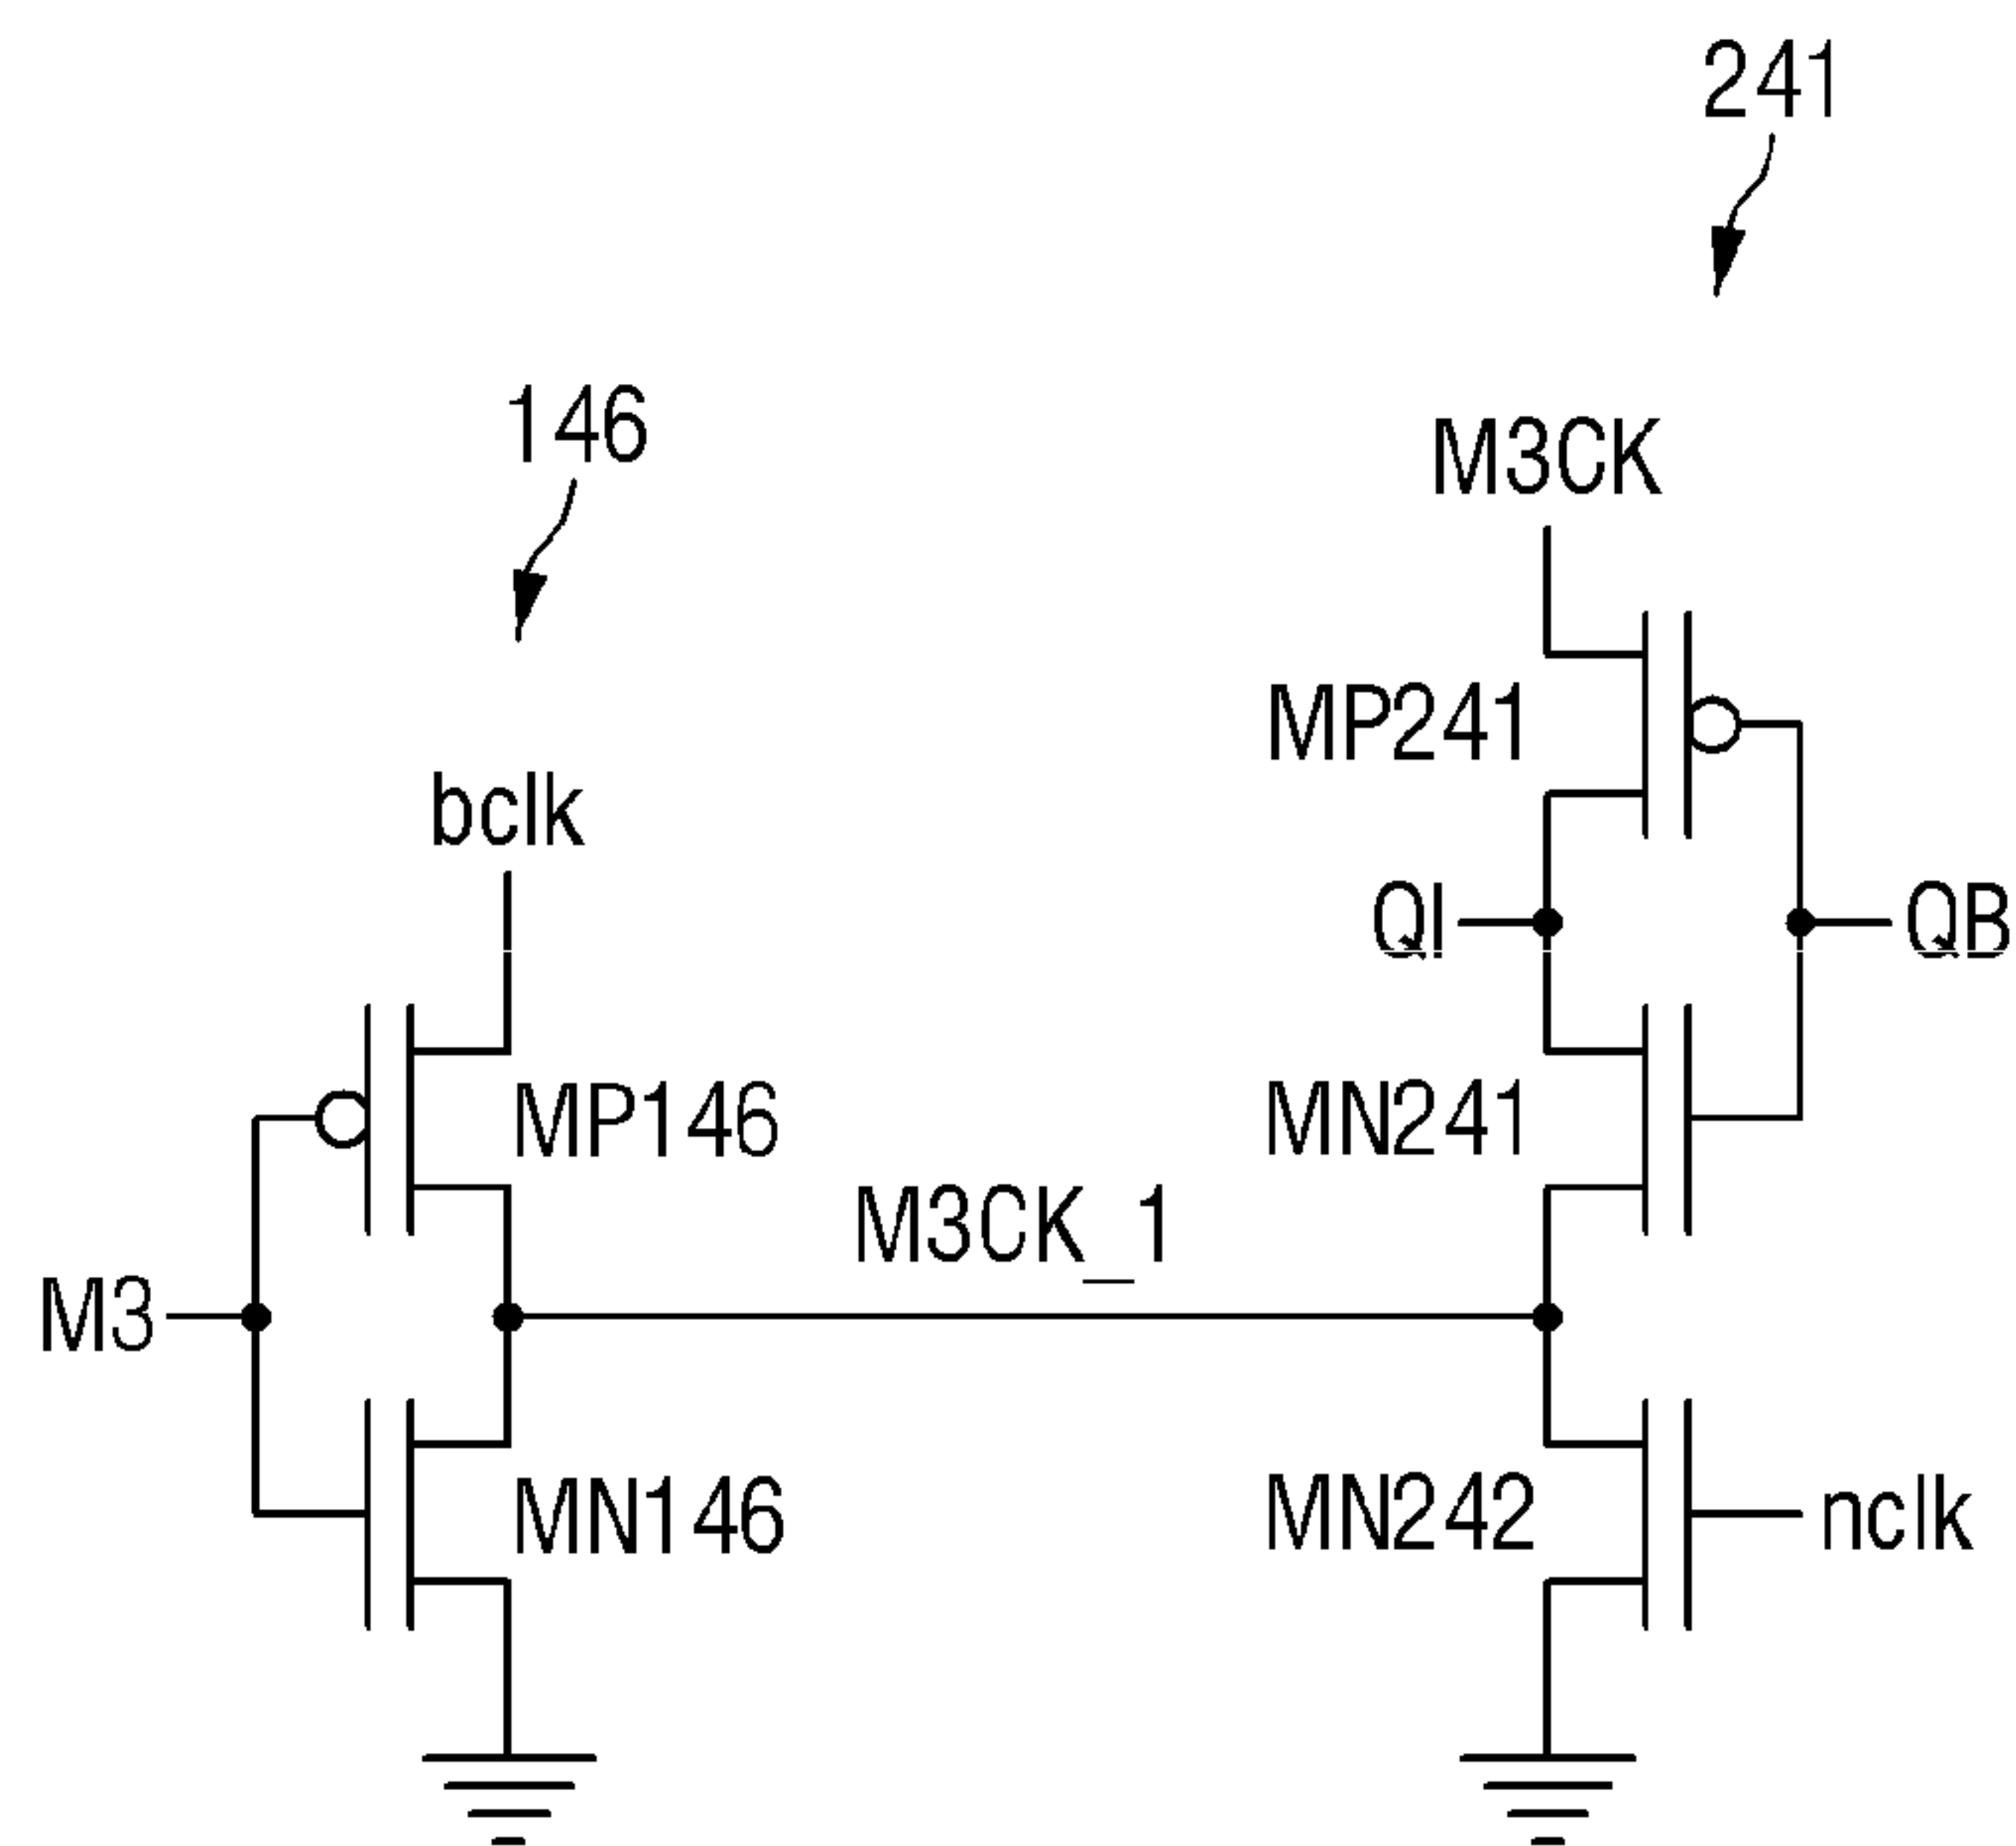 241
146
M3CK
MP241
bclk
QI
QB
MP146
MN241
M3CK_1
M3
MN146
MN242
nclk